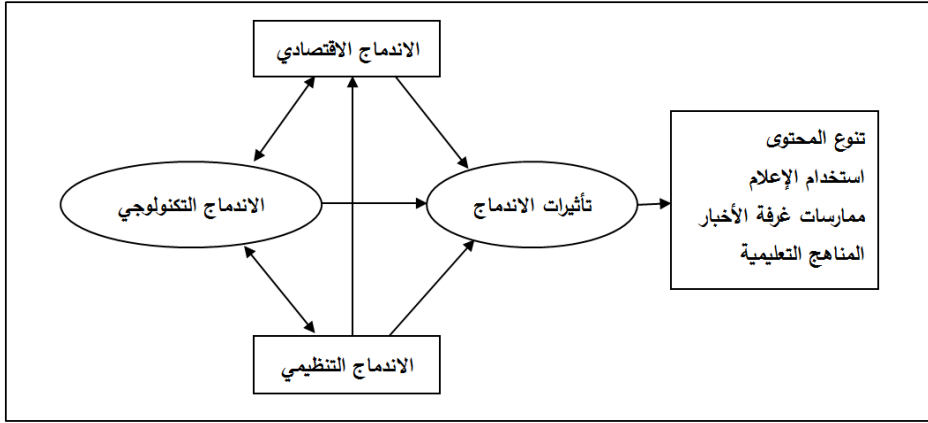 الاندماج الاقتصادي
تنوع المحتوى
استخدام الإعلام
ممارسات غرفة الأخبار
المناهج التعليمية
الاندماج التكنولوجي
تأثيرات الاندماج
الاندماج التنظيمي